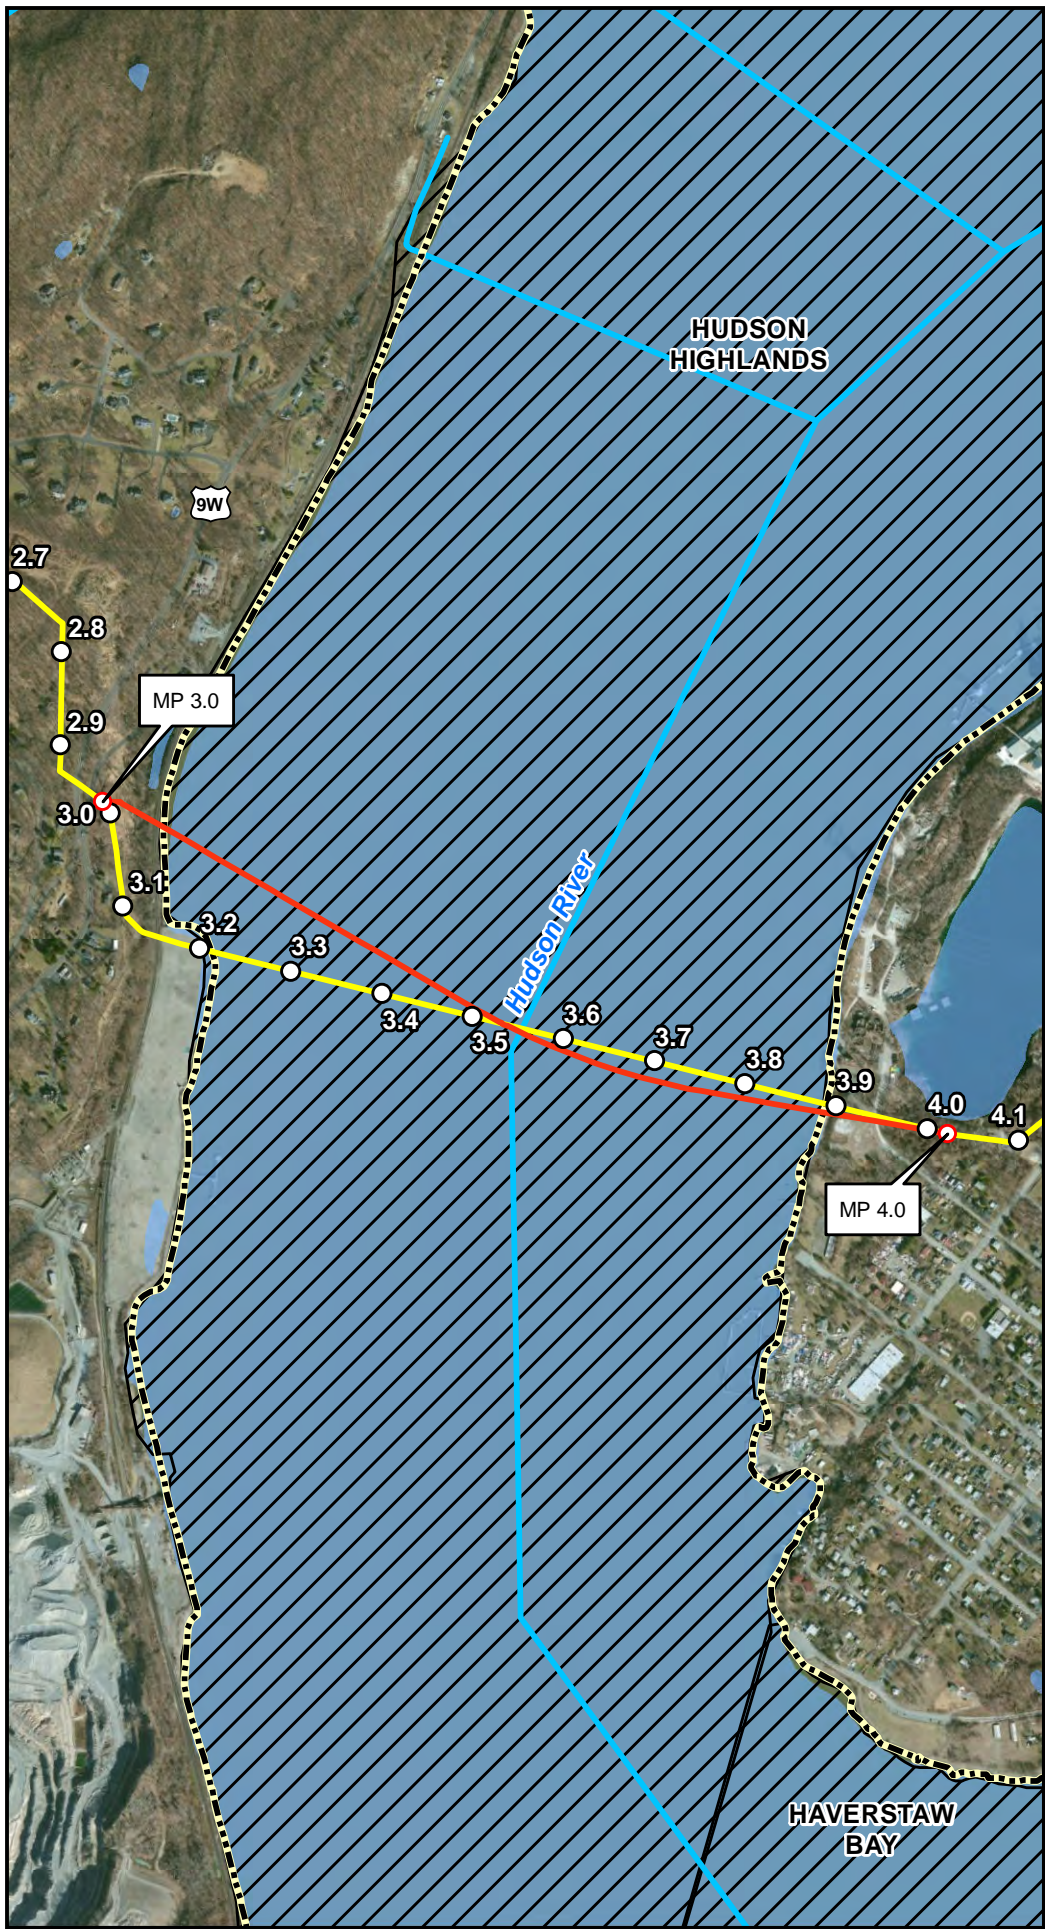 HUDSON
HIGHLANDS
9W
2.7
2.8
MP 3.0
2.9
3.0
3.1
Hudson River
3.2
3.3
3.4
3.5
3.6
3.7
3.8
3.9
4.0
4.1
MP 4.0
HAVERSTAW
BAY